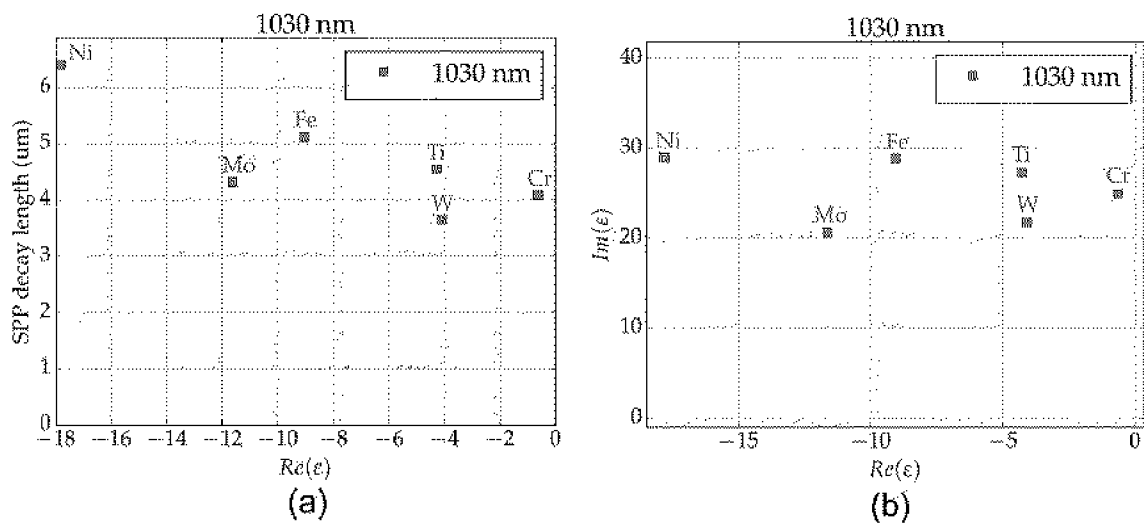 1030 nm
1030 nm
Ni
Fe
Mo
Ti
W
Cr
SPP decay length (um)
6
5
4
3
2
1
0
−18
−16
−14
−12
−10
−8
−6
−4
−2
0
Re(ε)
(a)
1030 nm
1030 nm
Ni
Fe
Mo
Ti
W
Cr
Im(ε)
40
30
20
10
0
−15
−10
−5
0
Re(ε)
(b)